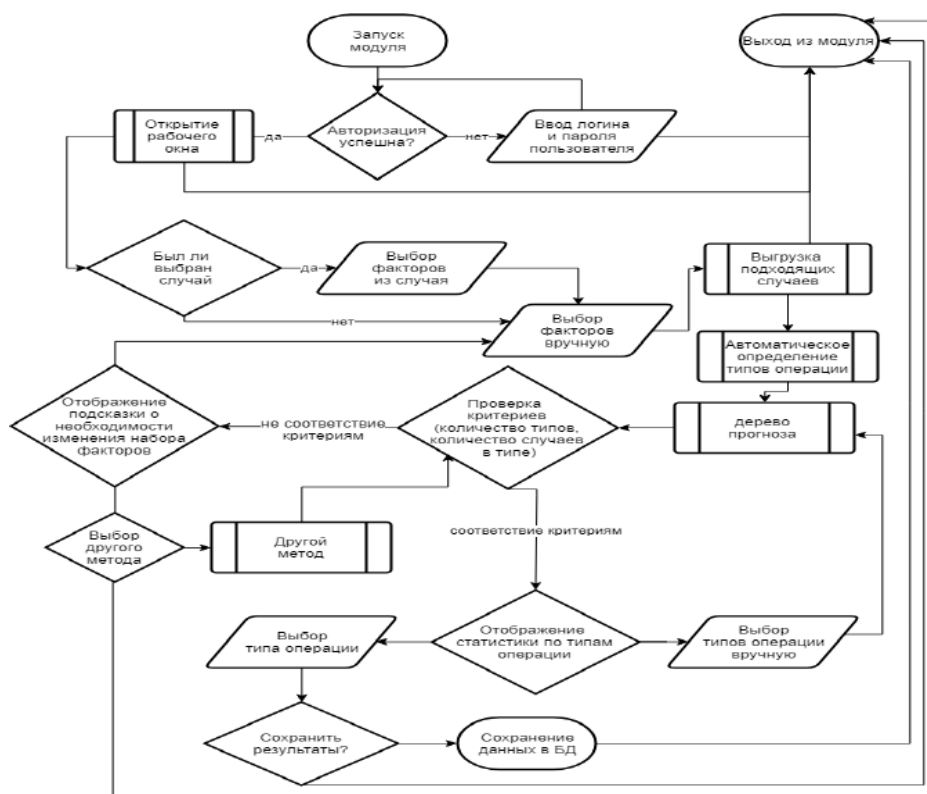 Запуск
модуля
Выход из модуля
Открытие
рабочего
окна
да
Авторизация
успешна?
нет
Ввод логина
и пароля
пользователя
Был ли
выбран
случай
да
Выбор
факторов
из случая
Выгрузка
подходящих
случаев
нет
Выбор
факторов
вручную
Автоматическое
определение
типов операции
Отображение
подсказки о
необходимости
изменения набора
факторов
не соответствие
критериям
Проверка
критериев
(количество типов,
количество случаев
в типе)
дерево
прогноза
Выбор
другого
метода
Другой
метод
соответствие критериям
Выбор
типа операции
Отображение
статистики по типам
операции
Выбор
типов операции
вручную
Сохранить
результаты?
Сохранение
данных в БД